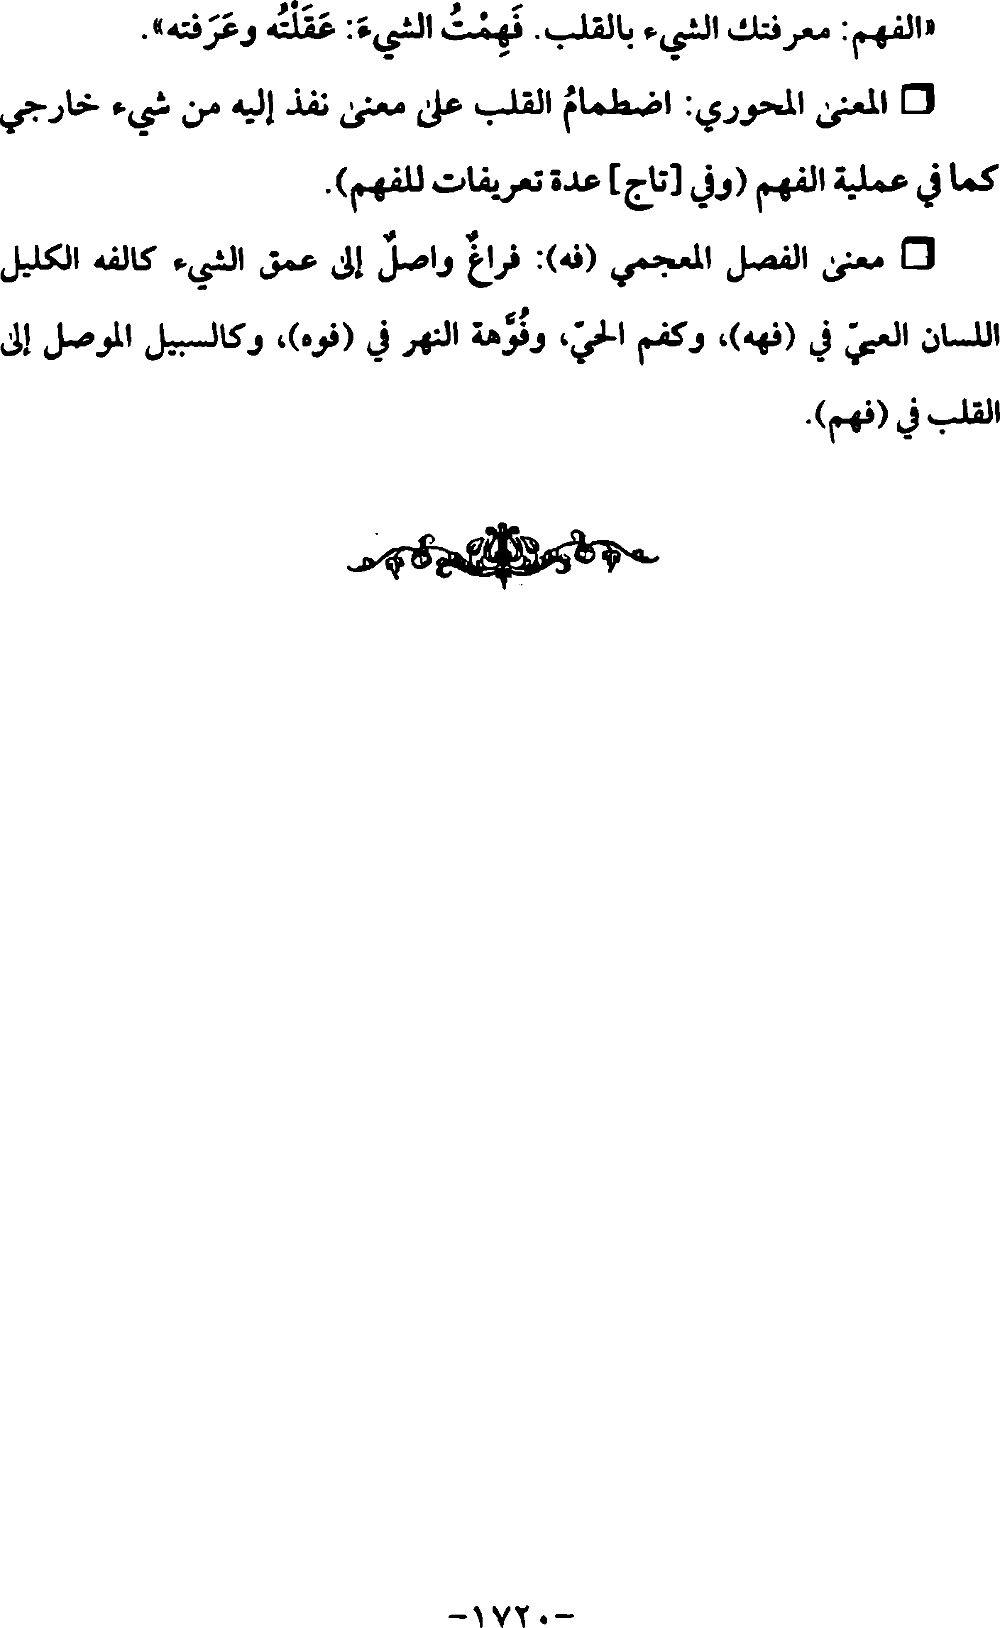 «الفهم: معرفتك الشيء بالقلب. فَهِمْتُ الشيءَ: عَقَلْتُه وعَرَفته».
❒ المعنىٰ المحوري: اضطمامُ القلب علىٰ معنىٰ نفذ إليه من شيء خارجي
كما في عملية الفهم (وفي [تاج] عدة تعريفات للفهم).
❒ معنىٰ الفصل المعجمي (فه): فراغٌ واصلٌ إلىٰ عمق الشيء كالفه الكليل
اللسان العييّ في (فهه)، وكفم الحيّ، وفُوَّهة النهر في (فوه)، وكالسبيل الموصل إلىٰ
القلب في (فهم).
-١٧٢٠-